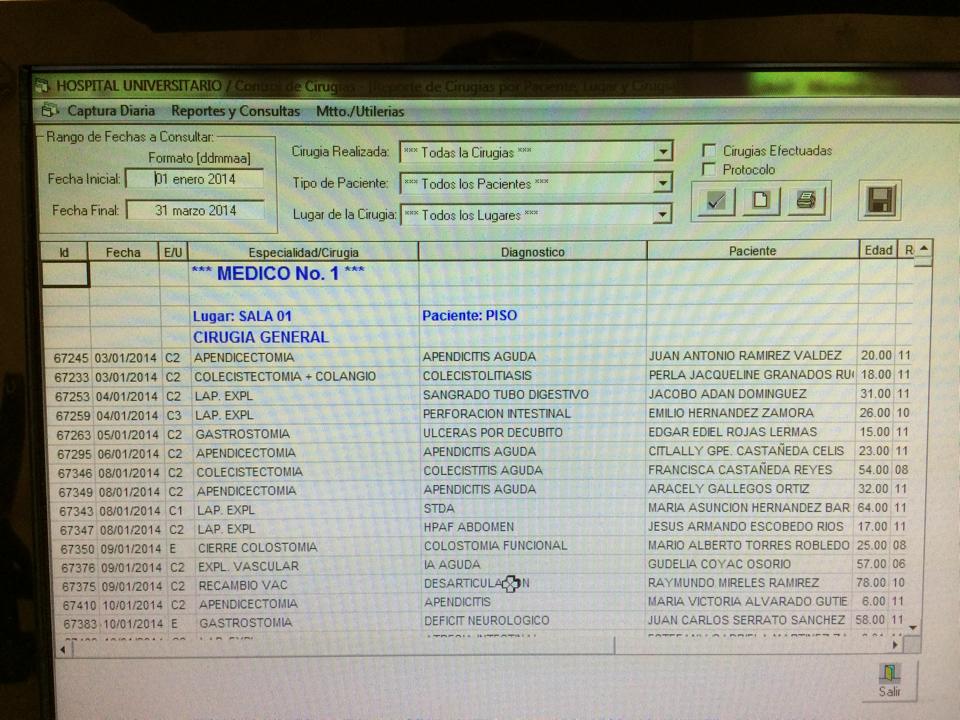 HOSPITAL UNIVERSITARIO / Control de Cirugias - [Reporte de Cirugias por Paciente, Lugar y Cirugia
Captura Diaria Reportes y Consultas Mtto./Utilerias
Rango de Fechas a Consultar:
Formato [ddmmaa]
Fecha Inicial: 01 enero 2014
Fecha Final: 31 marzo 2014
Cirugia Realizada: *** Todas la Cirugias ***
Tipo de Paciente: *** Todos los Pacientes ***
Lugar de la Cirugia: *** Todos los Lugares ***
Cirugias Efectuadas
Protocolo
Id Fecha E/U Especialidad/Cirugia Diagnostico Paciente Edad R
*** MEDICO No. 1 ***
Lugar: SALA 01 Paciente: PISO
CIRUGIA GENERAL
67245 03/01/2014 C2 APENDICECTOMIA APENDICITIS AGUDA JUAN ANTONIO RAMIREZ VALDEZ 20.00 11
67233 03/01/2014 C2 COLECISTECTOMIA + COLANGIO COLECISTOLITIASIS PERLA JACQUELINE GRANADOS RU 18.00 11
67253 04/01/2014 C2 LAP. EXPL SANGRADO TUBO DIGESTIVO JACOBO ADAN DOMINGUEZ 31.00 11
67259 04/01/2014 C3 LAP. EXPL PERFORACION INTESTINAL EMILIO HERNANDEZ ZAMORA 26.00 10
67263 05/01/2014 C2 GASTROSTOMIA ULCERAS POR DECUBITO EDGAR EDIEL ROJAS LERMAS 15.00 11
67295 06/01/2014 C2 APENDICECTOMIA APENDICITIS AGUDA CITLALLY GPE. CASTAÑEDA CELIS 23.00 11
67346 08/01/2014 C2 COLECISTECTOMIA COLECISTITIS AGUDA FRANCISCA CASTAÑEDA REYES 54.00 08
67349 08/01/2014 C2 APENDICECTOMIA APENDICITIS AGUDA ARACELY GALLEGOS ORTIZ 32.00 11
67343 08/01/2014 C1 LAP. EXPL STDA MARIA ASUNCION HERNANDEZ BAR 64.00 11
67347 08/01/2014 C2 LAP. EXPL HPAF ABDOMEN JESUS ARMANDO ESCOBEDO RIOS 17.00 11
67350 09/01/2014 E CIERRE COLOSTOMIA COLOSTOMIA FUNCIONAL MARIO ALBERTO TORRES ROBLEDO 25.00 08
67376 09/01/2014 C2 EXPL. VASCULAR IA AGUDA GUDELIA COYAC OSORIO 57.00 06
67375 09/01/2014 C2 RECAMBIO VAC RAYMUNDO MIRELES RAMIREZ 78.00 10
67410 10/01/2014 C2 APENDICECTOMIA APENDICITIS MARIA VICTORIA ALVARADO GUTIE 6.00 11
67383 10/01/2014 E GASTROSTOMIA DEFICIT NEUROLOGICO JUAN CARLOS SERRATO SANCHEZ 58.00 11
Salir